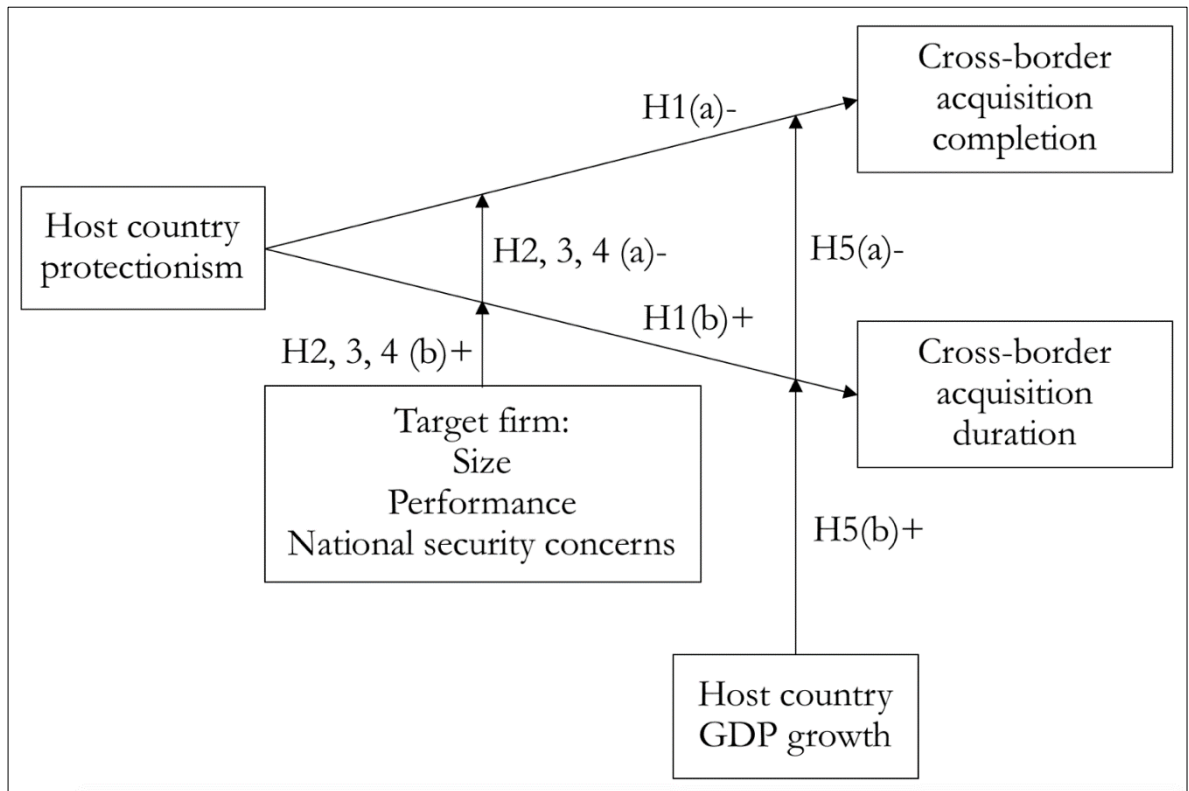 Cross-border
acquisition
completion
H1(a)-
Host country
protectionism
H2, 3, 4 (a)-
H5(a)-
H1(b)+
H2, 3, 4 (b)+
Cross-border
acquisition
duration
Target firm:
Size
Performance
National security concerns
H5(b)+
Host country
GDP growth